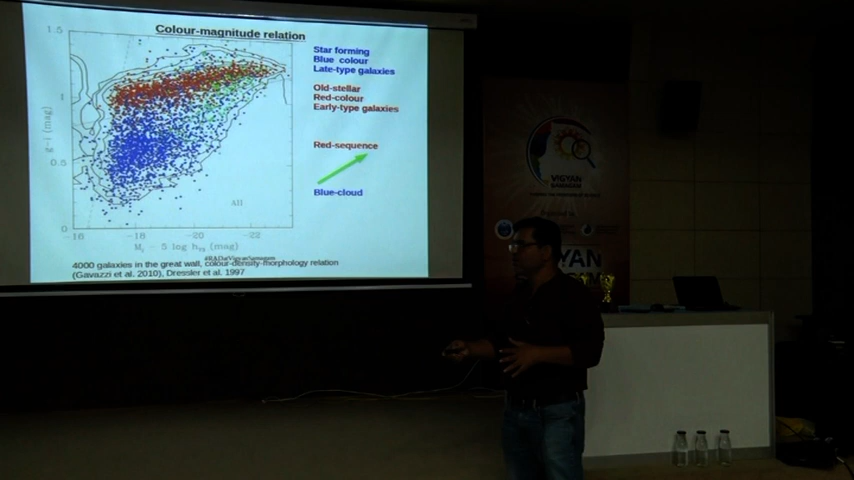 Colour-magnitude relation
Star forming
Blue colour
Late-type galaxies
Old-stellar
Red-colour
Early-type galaxies
Red-sequence
Blue-cloud
1.5
1
0.5
0
g-i (mag)
All
-16
-18
-20
-22
4000 galaxies in the great wall, colour-density-morphology relation
(Gavazzi et al. 2010), Dressler et al. 1997
VIGYAN